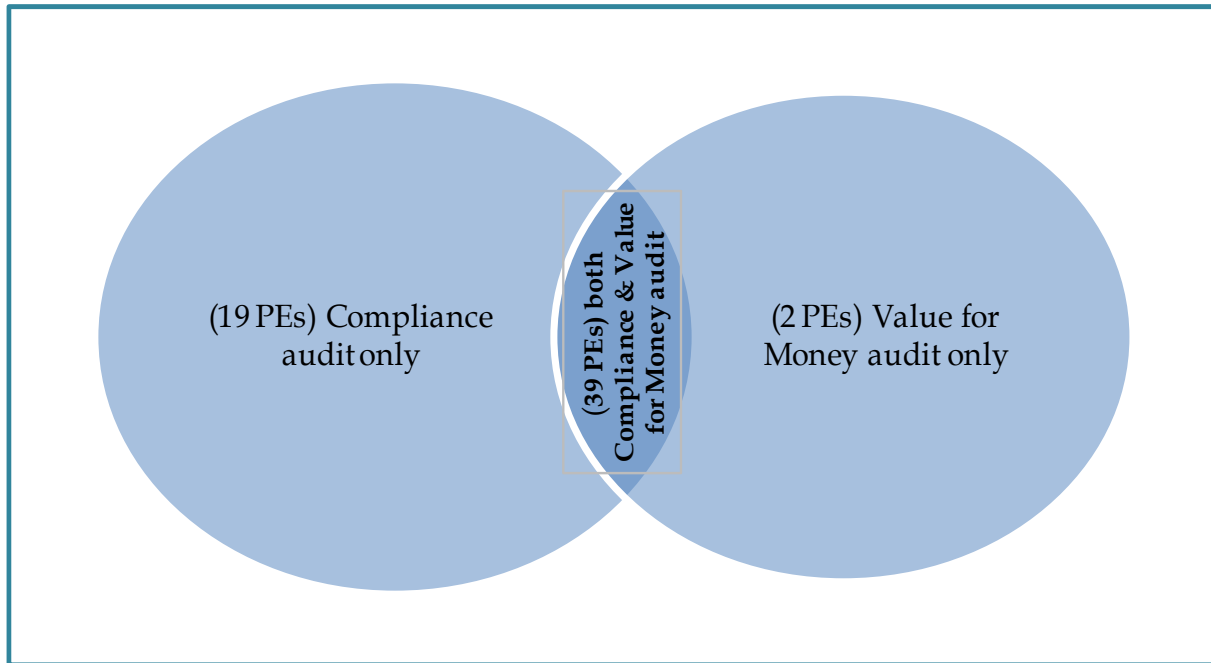 (19 PEs) Compliance
audit only
(39 PEs) both
Compliance & Value
for Money audit
(2 PEs) Value for
Money audit only